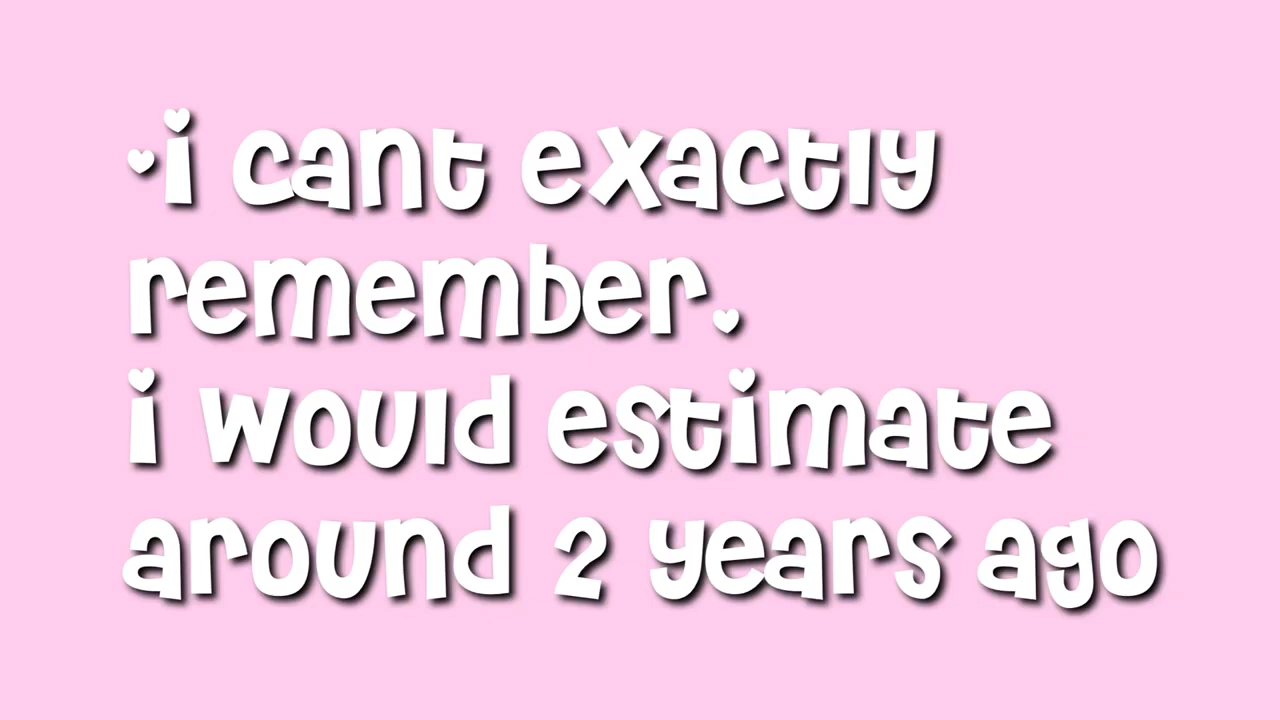 ·i cant exactly
remember.
i would estimate
around 2 years ago